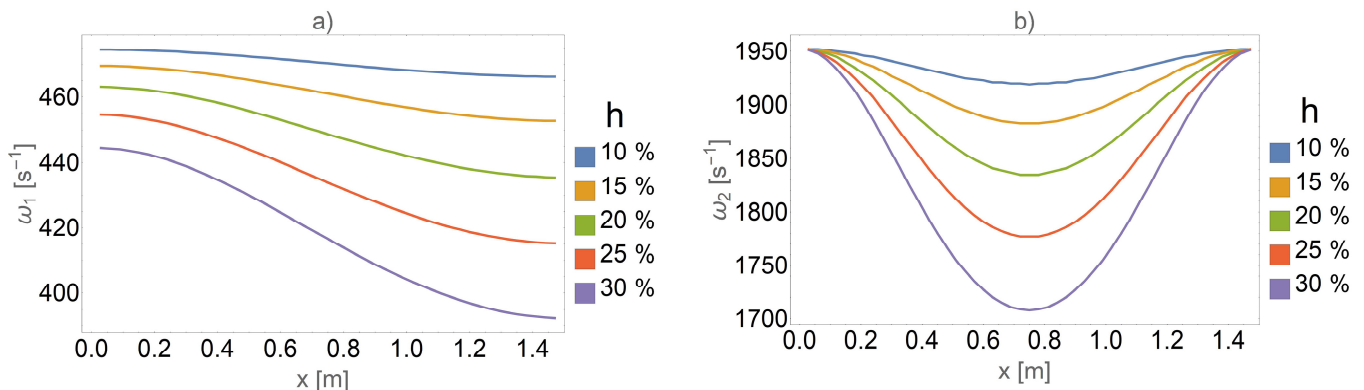 a)
ω₁ [s⁻¹]
460
440
420
400
0.0 0.2 0.4 0.6 0.8 1.0 1.2 1.4
x [m]
h
10 %
15 %
20 %
25 %
30 %
b)
ω₂ [s⁻¹]
1950
1900
1850
1800
1750
1700
0.0 0.2 0.4 0.6 0.8 1.0 1.2 1.4
x [m]
h
10 %
15 %
20 %
25 %
30 %